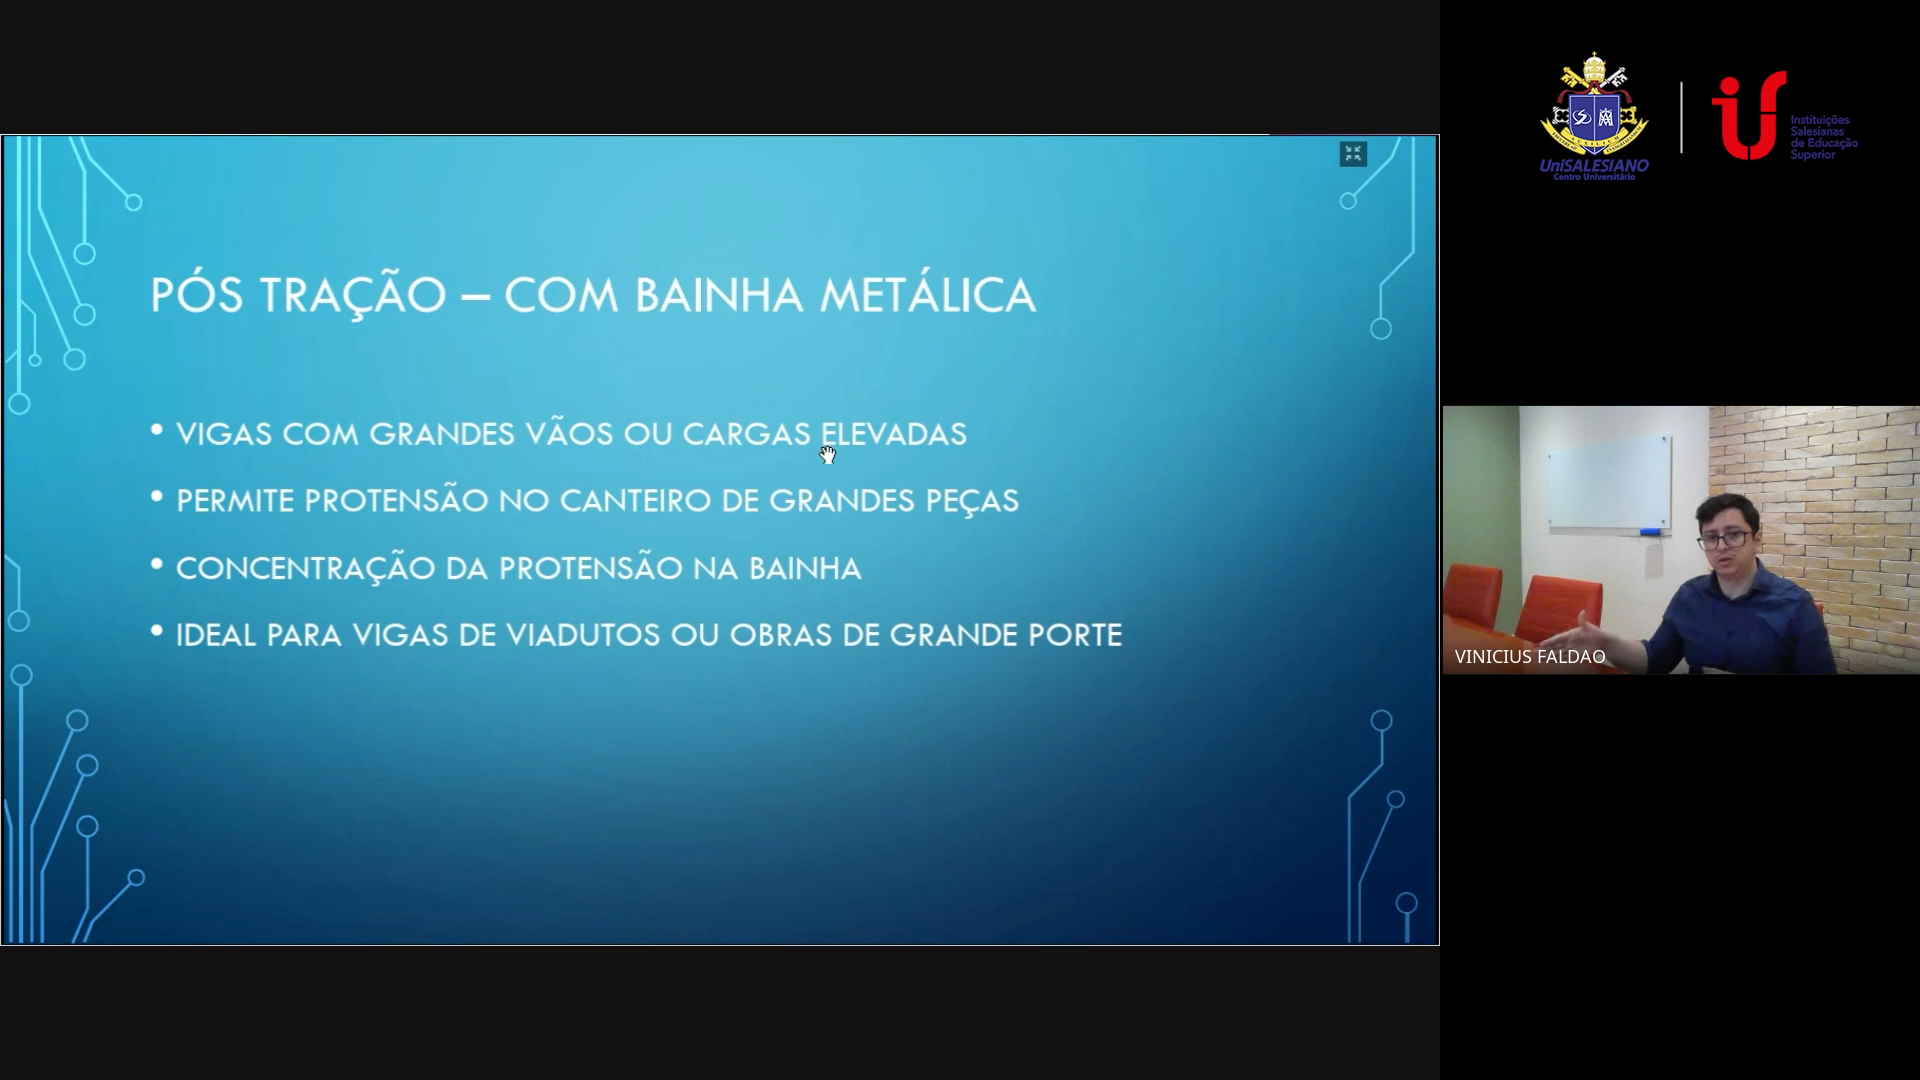 PÓS TRAÇÃO – COM BAINHA METÁLICA
• VIGAS COM GRANDES VÃOS OU CARGAS ELEVADAS
• PERMITE PROTENSÃO NO CANTEIRO DE GRANDES PEÇAS
• CONCENTRAÇÃO DA PROTENSÃO NA BAINHA
• IDEAL PARA VIGAS DE VIADUTOS OU OBRAS DE GRANDE PORTE
UniSALESIANO
Centro Universitário
Instituições
Salesianas
de Educação
Superior
VINICIUS FALDAO